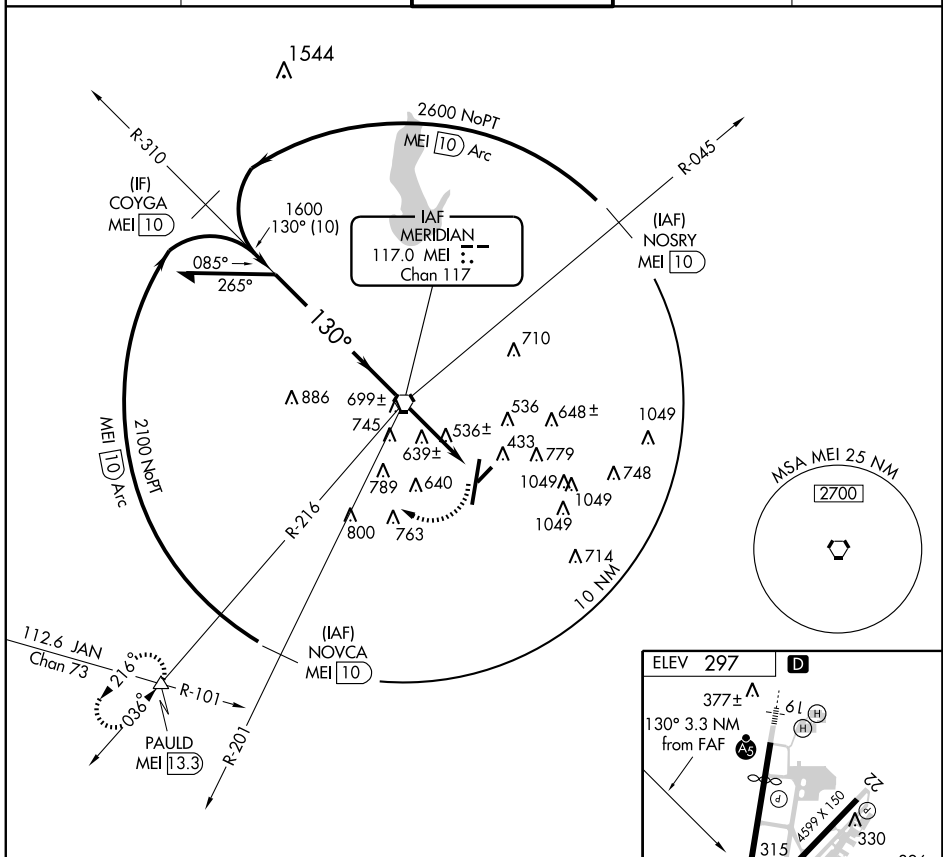 1544
2600 NoPT
MEI 10 Arc
R-310
R-045
(IF)
COYGA
MEI 10
1600
130° (10)
IAF
MERIDIAN
117.0 MEI
Chan 117
(IAF)
NOSRY
MEI 10
085°
265°
130°
710
886
699±
536
648±
1049
745
639±
536±
433
779
789
640
1049
1049
748
1049
800
763
714
2100 NoPT
MEI 10 Arc
R-216
MSA MEI 25 NM
2700
10 NM
112.6 JAN
Chan 73
216°
036°
R-101
(IAF)
NOVCA
MEI 10
R-201
PAULD
MEI 13.3
ELEV 297
D
377±
19
H
H
130° 3.3 NM
from FAF
A5
P
22
P
4599 X 150
315
330